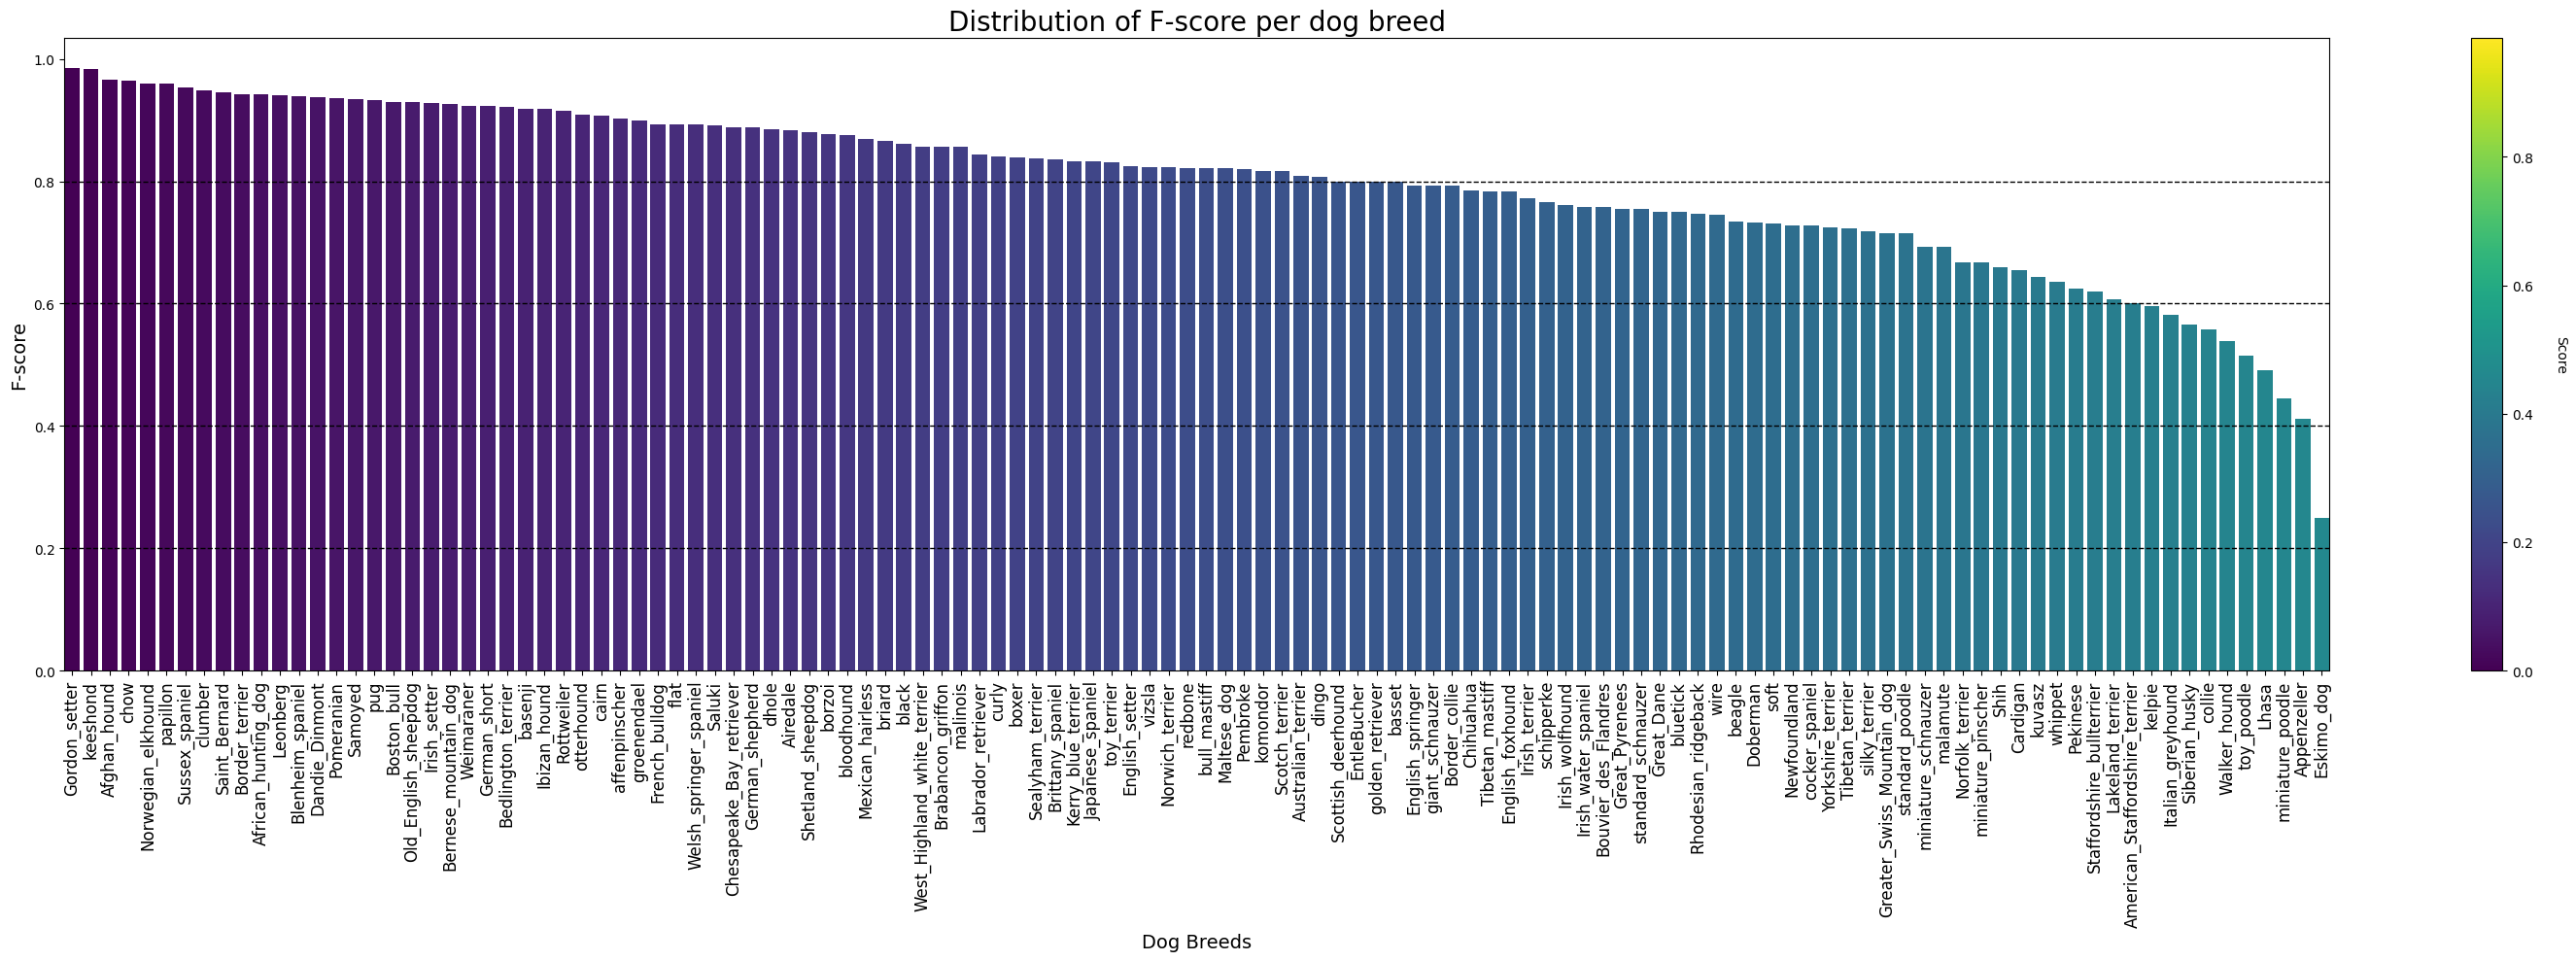 Distribution of F-score per dog breed
1.0
0.8
0.6
0.4
0.2
0.0
F-score
Gordon_setter
keeshond
Afghan_hound
chow
Norwegian_elkhound
papillon
Sussex_spaniel
clumber
Saint_Bernard
Border_terrier
African_hunting_dog
Leonberg
Blenheim_spaniel
Dandie_Dinmont
Pomeranian
Samoyed
pug
Boston_bull
Old_English_sheepdog
Irish_setter
Bernese_mountain_dog
Weimaraner
German_short
Bedlington_terrier
basenji
Ibizan_hound
Rottweiler
otterhound
cairn
affenpinscher
groenendael
French_bulldog
flat
Welsh_springer_spaniel
Saluki
Chesapeake_Bay_retriever
German_shepherd
dhole
Airedale
Shetland_sheepdog
borzoi
bloodhound
Mexican_hairless
briard
black
West_Highland_white_terrier
Brabancon_griffon
malinois
Labrador_retriever
curly
boxer
Sealyham_terrier
Brittany_spaniel
Kerry_blue_terrier
Japanese_spaniel
toy_terrier
English_setter
vizsla
Norwich_terrier
redbone
bull_mastiff
Maltese_dog
Pembroke
komondor
Scotch_terrier
Australian_terrier
dingo
Scottish_deerhound
EntleBucher
golden_retriever
basset
English_springer
giant_schnauzer
Border_collie
Chihuahua
Tibetan_mastiff
English_foxhound
Irish_terrier
schipperke
Irish_wolfhound
Irish_water_spaniel
Bouvier_des_Flandres
Great_Pyrenees
standard_schnauzer
Great_Dane
bluetick
Rhodesian_ridgeback
wire
beagle
Doberman
soft
Newfoundland
cocker_spaniel
Yorkshire_terrier
Tibetan_terrier
silky_terrier
Greater_Swiss_Mountain_dog
standard_poodle
miniature_schnauzer
malamute
Norfolk_terrier
miniature_pinscher
Shih
Cardigan
kuvasz
whippet
Pekinese
Staffordshire_bullterrier
Lakeland_terrier
American_Staffordshire_terrier
kelpie
Italian_greyhound
Siberian_husky
collie
Walker_hound
toy_poodle
Lhasa
miniature_poodle
Appenzeller
Eskimo_dog
Dog Breeds
0.8
0.6
0.4
0.2
0.0
Score